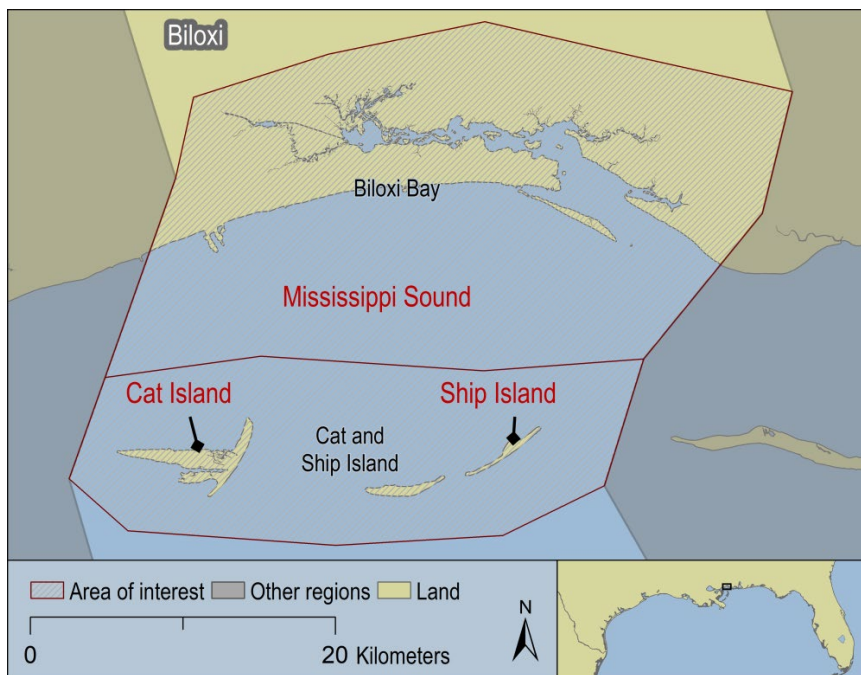 Biloxi
Biloxi Bay
Mississippi Sound
Cat Island
Ship Island
Cat and
Ship Island
Area of interest
Other regions
Land
N
0
20 Kilometers